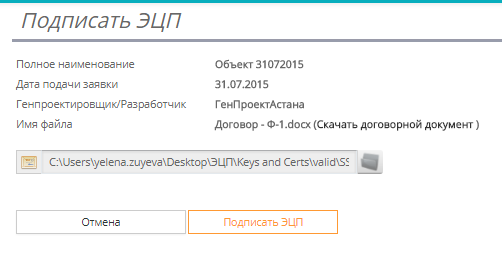 Подписать ЭЦП
Полное наименование Объект 31072015
Дата подачи заявки 31.07.2015
Генпроектировщик/Разработчик ГенПроектАстана
Имя файла Договор - Ф-1.docx (Скачать договорной документ )
C:\Users\yelena.zuyeva\Desktop\ЭЦП\Keys and Certs\valid\SS
Отмена Подписать ЭЦП